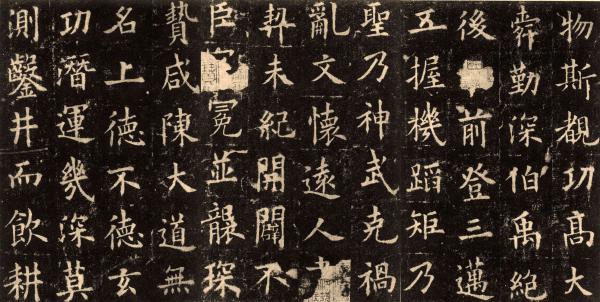 物斯覩功高大
舜勤深伯禹絕
後前登三邁
五握機蹈矩乃
聖乃神武克禍
亂文懷遠人
契未紀開闢不
臣冠冕並襲琛
贄咸陳大道無
名上德不德玄
功潛運幾深莫
測鑿井而飲耕